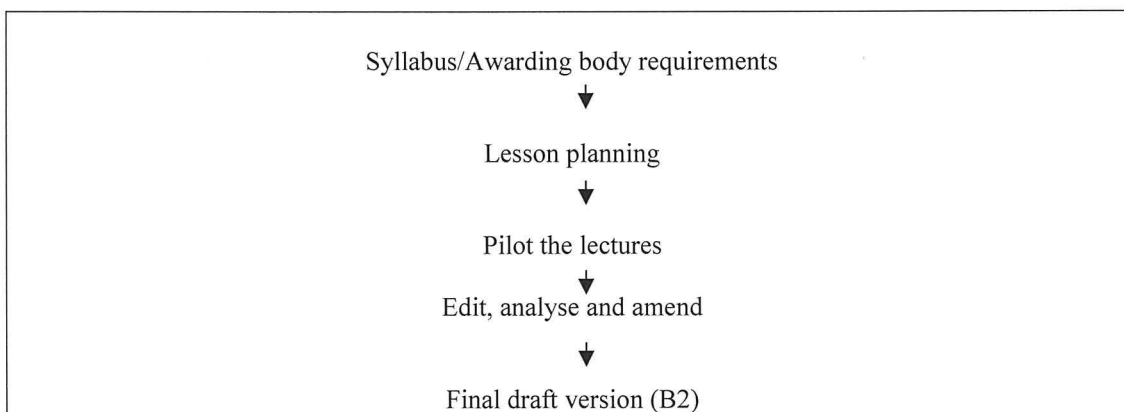 Syllabus/Awarding body requirements
Lesson planning
Pilot the lectures
Edit, analyse and amend
Final draft version (B2)